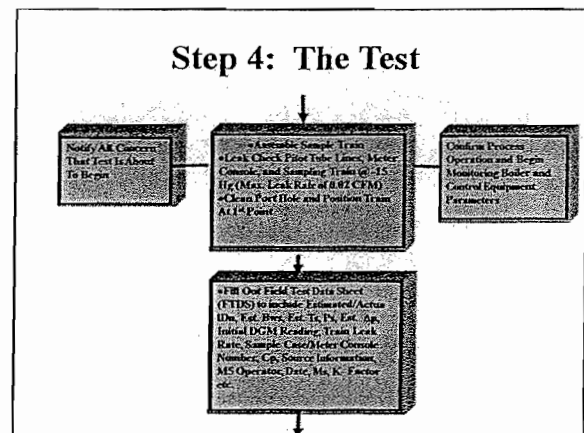 Step 4: The Test
Notify All Concern
That Test Is About
To Begin
•Assemble Sample Train
•Leak Check Pitot Tube Lines, Meter
Console, and Sampling Train @ -15
Hg (Max. Leak Rate of 0.02 CFM)
•Clean Port Hole and Position Train
At 1st Point
Confirm Process
Operation and Begin
Monitoring Boiler and
Control Equipment
Parameters
•Fill Out Field Test Data Sheet
(FTDS) to include Estimated/Actua
IDn, Est. Bws, Est. Ts, Ps, Est. Δp,
Initial DGM Reading, Train Leak
Rate, Sample Case/Meter Console
Number, Cp, Source Information,
M5 Operator, Date, Ms, K- Factor
etc.